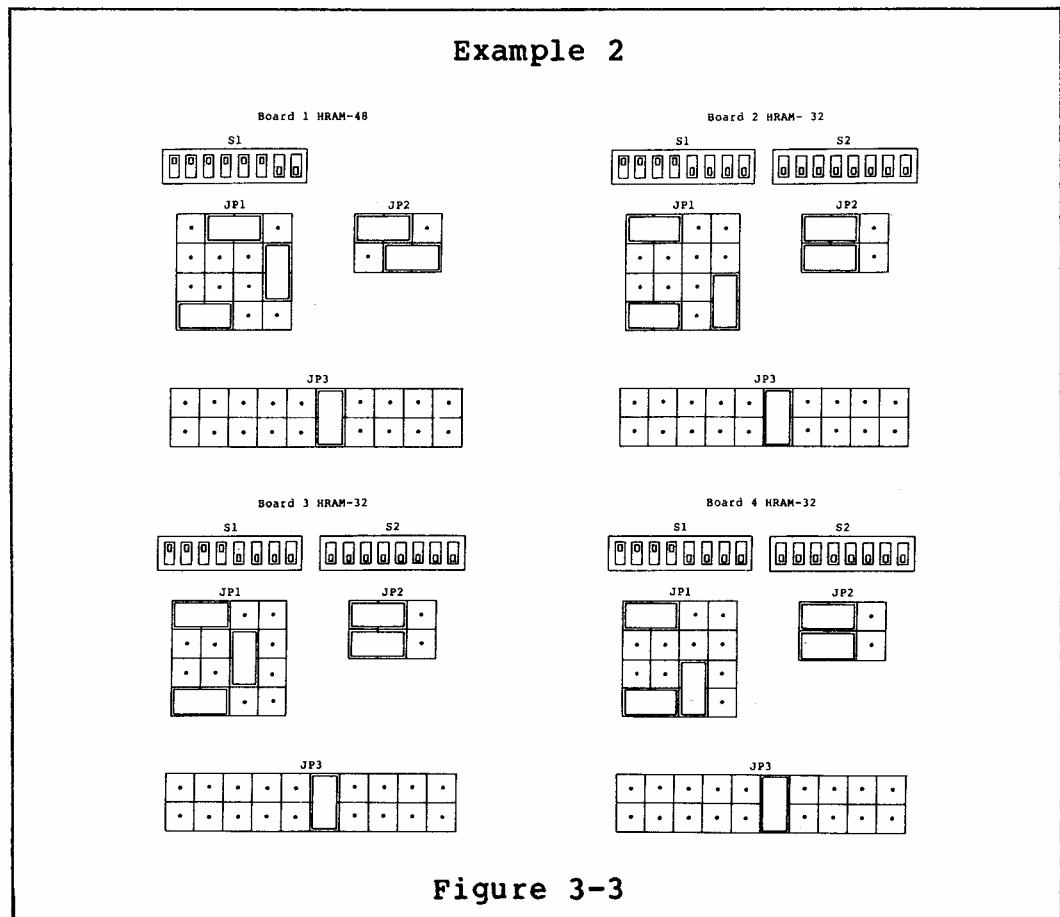 Example 2
Board 1 HRAM-48
S1
JP1
JP2
JP3
Board 2 HRAM- 32
S1
S2
JP1
JP2
JP3
Board 3 HRAM-32
S1
S2
JP1
JP2
JP3
Board 4 HRAM-32
S1
S2
JP1
JP2
JP3
Figure 3-3